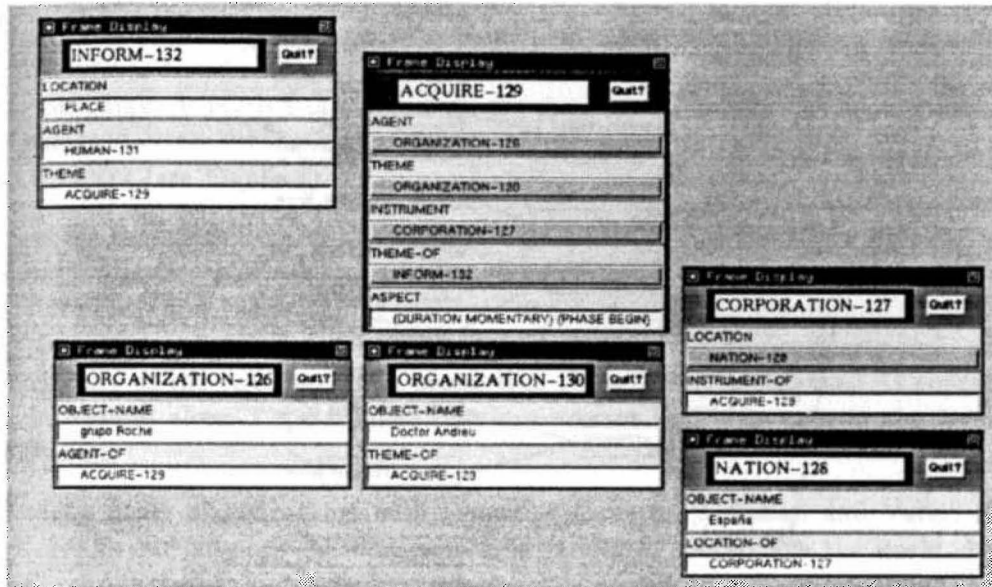 Frame Display
INFORM-132 Quit?
LOCATION
PLACE
AGENT
HUMAN-131
THEME
ACQUIRE-129
Frame Display
ACQUIRE-129 Quit?
AGENT
ORGANIZATION-126
THEME
ORGANIZATION-130
INSTRUMENT
CORPORATION-127
THEME-OF
INFORM-132
ASPECT
(DURATION MOMENTARY) (PHASE BEGIN)
Frame Display
ORGANIZATION-126 Quit?
OBJECT-NAME
grupo Roche
AGENT-OF
ACQUIRE-129
Frame Display
ORGANIZATION-130 Quit?
OBJECT-NAME
Doctor Andreu
THEME-OF
ACQUIRE-129
Frame Display
CORPORATION-127 Quit?
LOCATION
NATION-128
INSTRUMENT-OF
ACQUIRE-129
Frame Display
NATION-128 Quit?
OBJECT-NAME
España
LOCATION-OF
CORPORATION-127